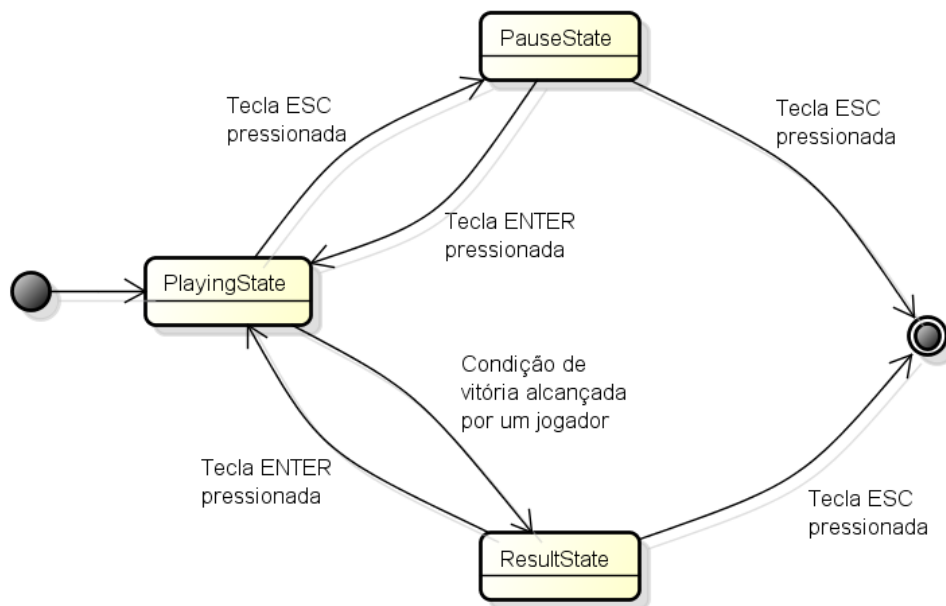 PauseState
Tecla ESC
pressionada
Tecla ESC
pressionada
Tecla ENTER
pressionada
PlayingState
Condição de
vitória alcançada
por um jogador
Tecla ENTER
pressionada
Tecla ESC
pressionada
ResultState